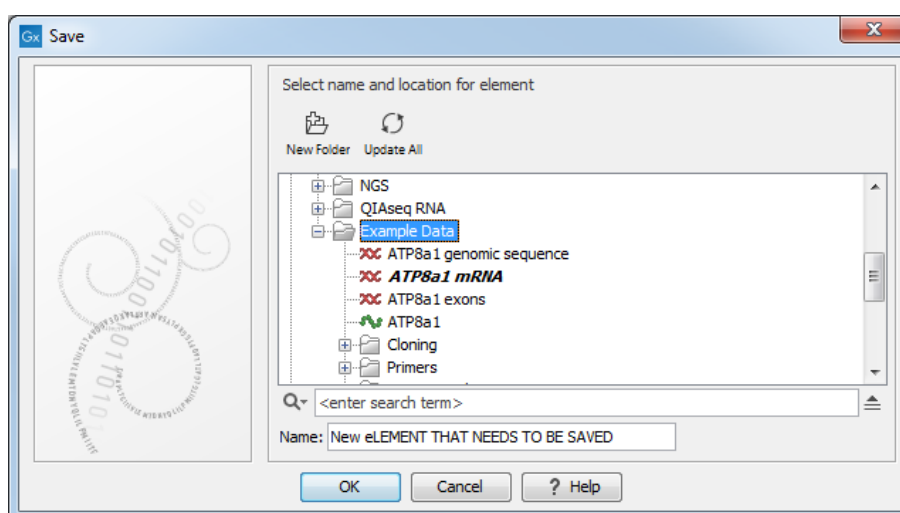 Gx Save
X
Select name and location for element
New Folder Update All
NGS
QIAseq RNA
Example Data
ATP8a1 genomic sequence
ATP8a1 mRNA
ATP8a1 exons
ATP8a1
Cloning
Primers
<enter search term>
Name: New eLEMENT THAT NEEDS TO BE SAVED
OK Cancel ? Help